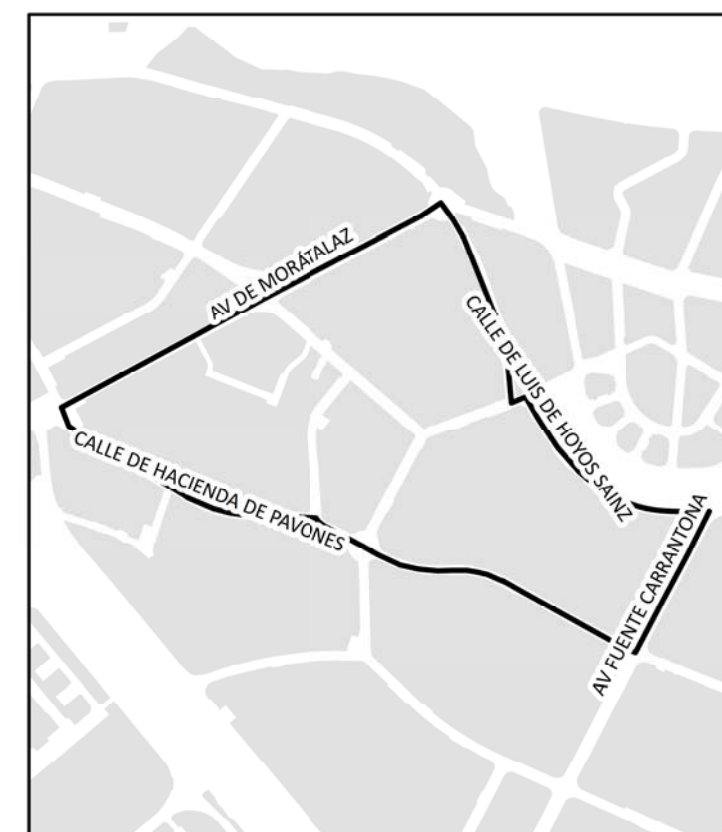 AV DE MORATALAZ
CALLE DE LUIS DE HOYOS SAINZ
CALLE DE HACIENDA DE PAVONES
AV FUENTE CARRANTONA